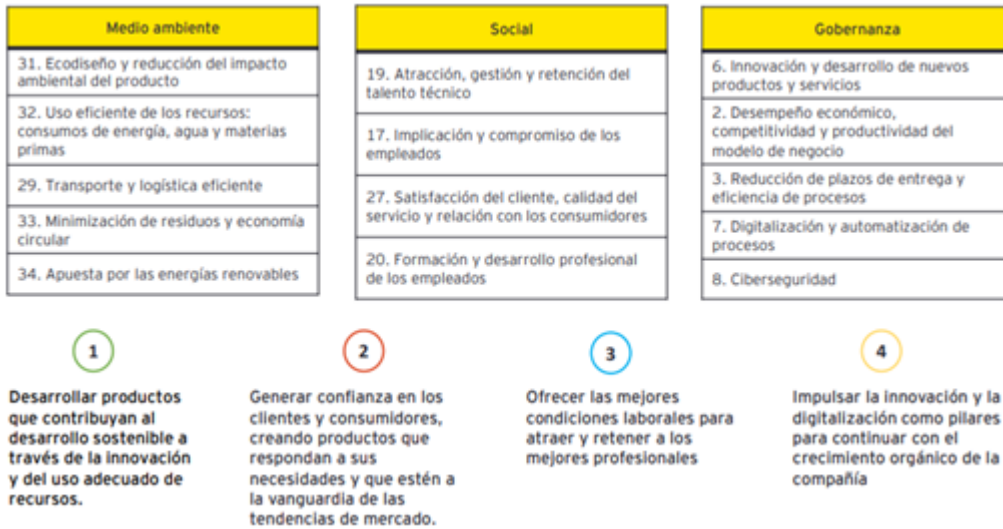 Medio ambiente
31. Ecodiseño y reducción del impacto
ambiental del producto
32. Uso eficiente de los recursos:
consumos de energía, agua y materias
primas
29. Transporte y logística eficiente
33. Minimización de residuos y economía
circular
34. Apuesta por las energías renovables
Social
19. Atracción, gestión y retención del
talento técnico
17. Implicación y compromiso de los
empleados
27. Satisfacción del cliente, calidad del
servicio y relación con los consumidores
20. Formación y desarrollo profesional
de los empleados
Gobernanza
6. Innovación y desarrollo de nuevos
productos y servicios
2. Desempeño económico,
competitividad y productividad del
modelo de negocio
3. Reducción de plazos de entrega y
eficiencia de procesos
7. Digitalización y automatización de
procesos
8. Ciberseguridad
1
Desarrollar productos
que contribuyan al
desarrollo sostenible a
través de la innovación
y del uso adecuado de
recursos.
2
Generar confianza en los
clientes y consumidores,
creando productos que
respondan a sus
necesidades y que estén a
la vanguardia de las
tendencias de mercado.
3
Ofrecer las mejores
condiciones laborales para
atraer y retener a los
mejores profesionales
4
Impulsar la innovación y la
digitalización como pilares
para continuar con el
crecimiento orgánico de la
compañía